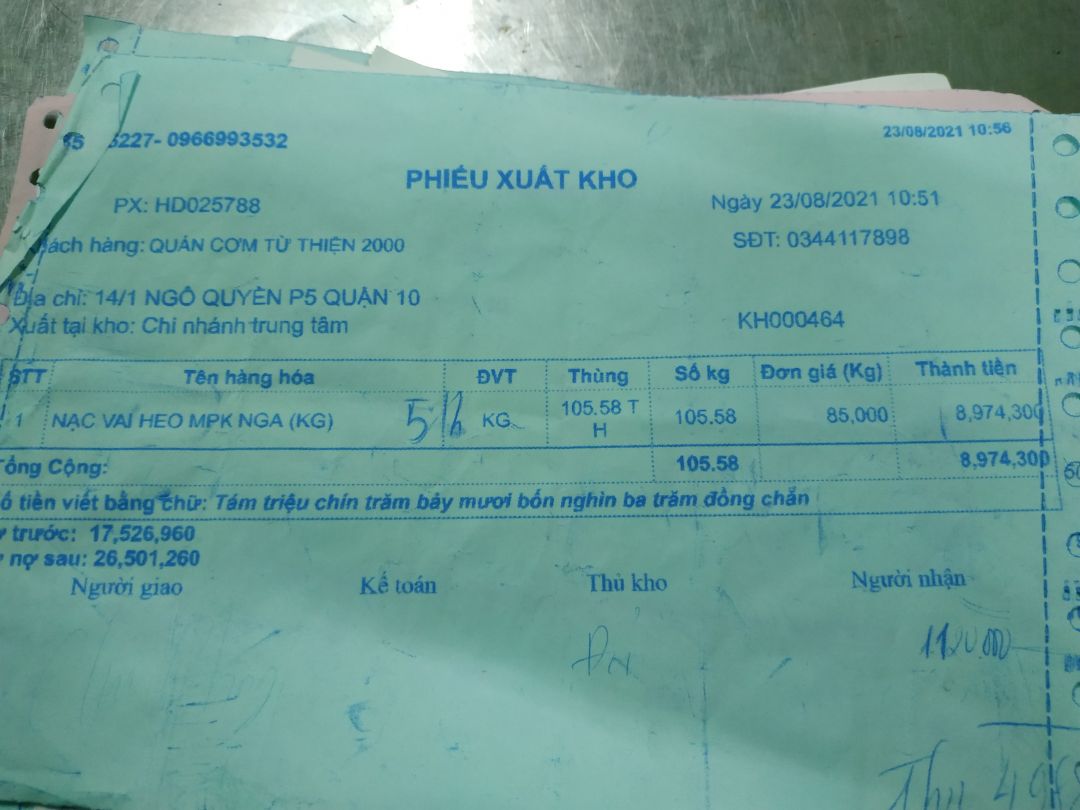 5227- 0966993532
23/08/2021 10:56
PHIẾU XUẤT KHO
PX: HD025788
Ngày 23/08/2021 10:51
hách hàng: QUÁN CƠM TỪ THIỆN 2000
SĐT: 0344117898
Địa chỉ: 14/1 NGÔ QUYỀN P5 QUẬN 10
Xuất tại kho: Chi nhánh trung tâm
KH000464
STT Tên hàng hóa ĐVT Thùng Số kg Đơn giá (Kg) Thành tiền
1 NẠC VAI HEO MPK NGA (KG) KG 105.58 T H 105.58 85,000 8,974,300
Tổng Cộng: 105.58 8,974,300
ố tiền viết bằng chữ: Tám triệu chín trăm bảy mươi bốn nghìn ba trăm đồng chẵn
trước: 17,526,960
nợ sau: 26,501,260
Người giao Kế toán Thủ kho Người nhận
1120.000
Thu